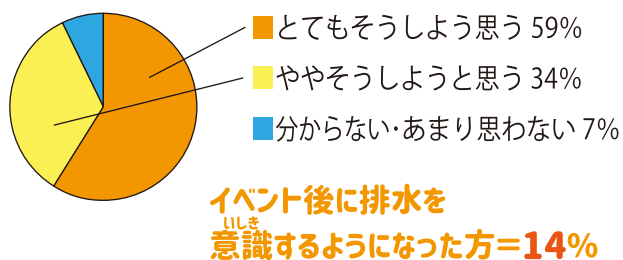 とてもそうしよう思う 59%
ややそうしようと思う 34%
分からない･あまり思わない 7%
イベント後に排水を
いしき
意識するようになった方＝14%